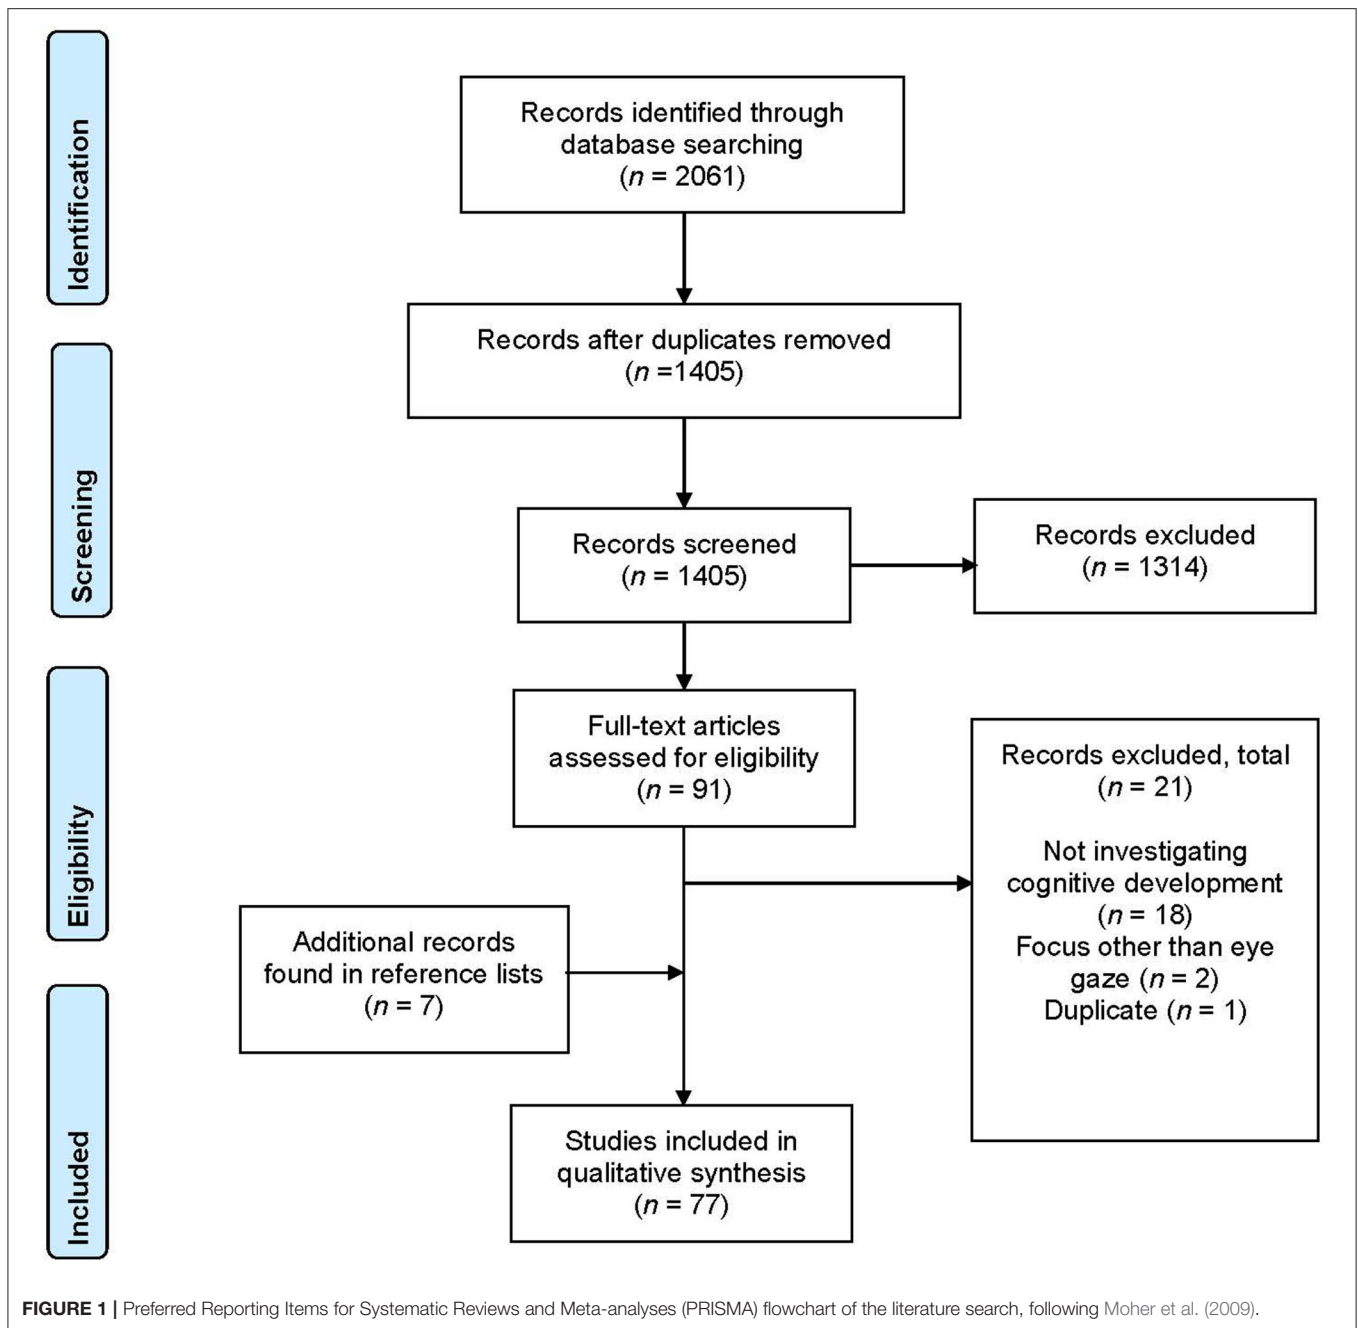 Identification
Records identified through
database searching
(n = 2061)
Records after duplicates removed
(n =1405)
Screening
Records screened
(n = 1405)
Records excluded
(n = 1314)
Eligibility
Full-text articles
assessed for eligibility
(n = 91)
Records excluded, total
(n = 21)
Not investigating
cognitive development
(n = 18)
Focus other than eye
gaze (n = 2)
Duplicate (n = 1)
Additional records
found in reference lists
(n = 7)
Included
Studies included in
qualitative synthesis
(n = 77)
FIGURE 1 | Preferred Reporting Items for Systematic Reviews and Meta-analyses (PRISMA) flowchart of the literature search, following Moher et al. (2009).